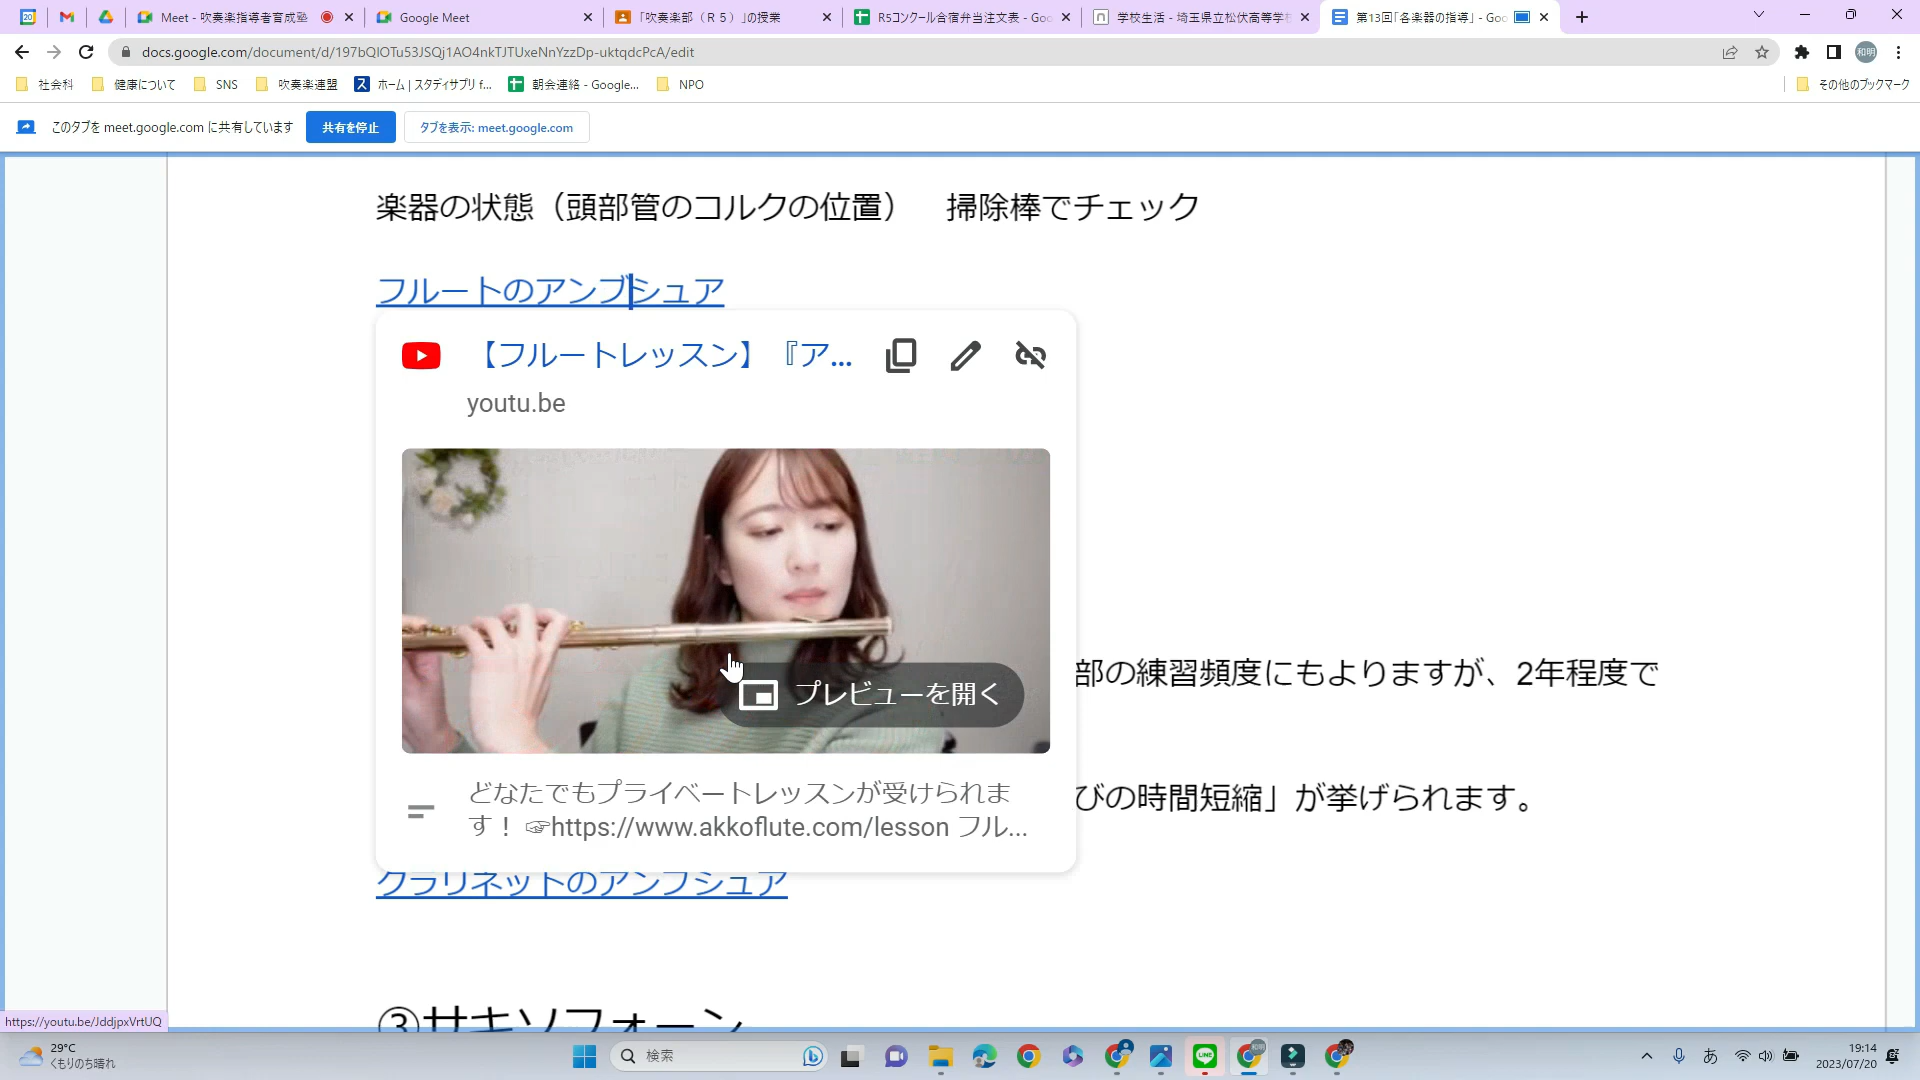 Meet - 吹奏楽指導者育成塾
Google Meet
「吹奏楽部（R５）」の授業
R5コンクール合宿弁当注文表 - Goo
学校生活 - 埼玉県立松伏高等学校
第13回「各楽器の指導」 - Goo
docs.google.com/document/d/197bQlOTu53JSQj1AO4nkTJTUxeNnYzzDp-uktqdcPcA/edit
和明
社会科
健康について
SNS
吹奏楽連盟
ホーム | スタディサプリ f...
朝会連絡 - Google...
NPO
その他のブックマーク
このタブを meet.google.com に共有しています
共有を停止
タブを表示: meet.google.com
楽器の状態（頭部管のコルクの位置）　掃除棒でチェック
フルートのアンブシュア
【フルートレッスン】『ア...
youtu.be
プレビューを開く
どなたでもプライベートレッスンが受けられま
す！ ☞https://www.akkoflute.com/lesson フル...
部の練習頻度にもよりますが、2年程度で
びの時間短縮」が挙げられます。
クラリネットのアンブシュア
③サキソフォーン
https://youtu.be/JddjpxVrtUQ
29°C
くもりのち晴れ
検索
あ
19:14
2023/07/20